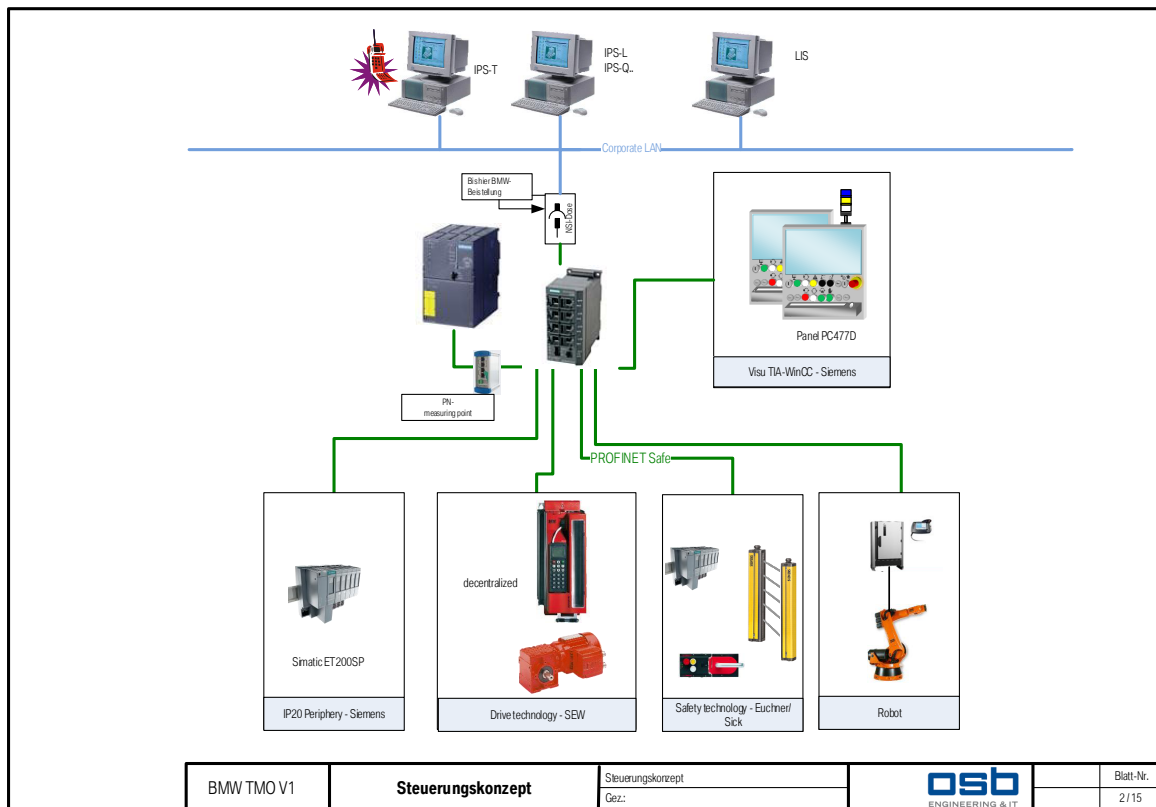 IPS-T
IPS-L
IPS-Q..
LIS
Corporate LAN
Bis hier BMW-
Beistellung
NSI-Dose
Panel PC477D
Visu TIA-WinCC - Siemens
PN-
measuring point
PROFINET Safe
decentralized
Simatic ET200SP
IP20 Periphery - Siemens
Drive technology - SEW
Safety technology - Euchner/
Sick
Robot
BMW TMO V1
Steuerungskonzept
Steuerungskonzept
Gez.:
osb
ENGINEERING & IT
Blatt-Nr.
2 / 15